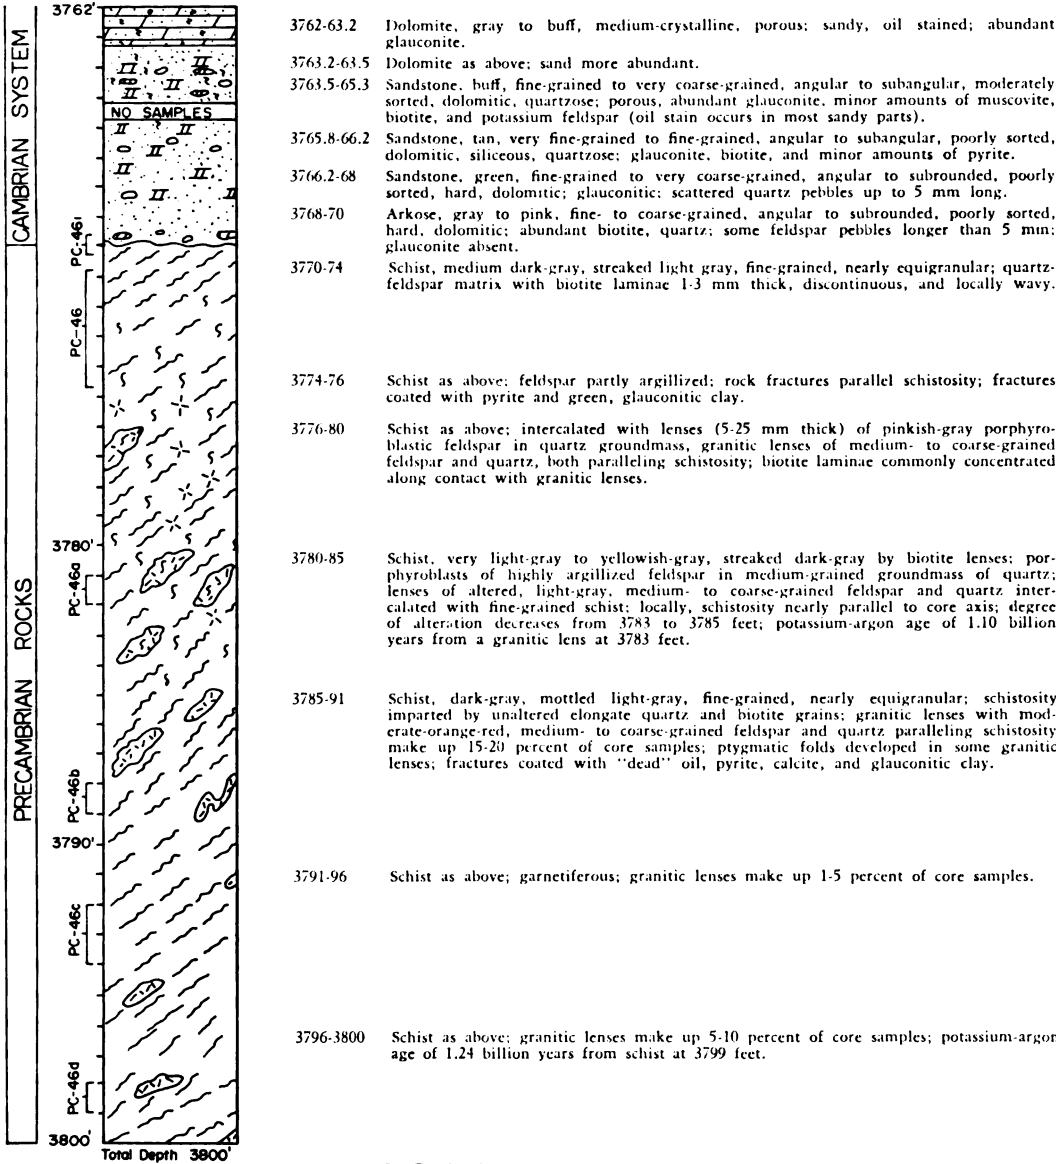 3762'
CAMBRIAN SYSTEM
NO SAMPLES
PC-46i
PC-46
3780'
PC-46a
PRECAMBRIAN ROCKS
PC-46b
3790'
PC-46c
PC-46d
3800'
Total Depth 3800'
3762-63.2 Dolomite, gray to buff, medium-crystalline, porous; sandy, oil stained; abundant
glauconite.
3763.2-63.5 Dolomite as above; sand more abundant.
3763.5-65.3 Sandstone, buff, fine-grained to very coarse-grained, angular to subangular, moderately
sorted, dolomitic, quartzose; porous, abundant glauconite, minor amounts of muscovite,
biotite, and potassium feldspar (oil stain occurs in most sandy parts).
3765.8-66.2 Sandstone, tan, very fine-grained to fine-grained, angular to subangular, poorly sorted,
dolomitic, siliceous, quartzose; glauconite, biotite, and minor amounts of pyrite.
3766.2-68 Sandstone, green, fine-grained to very coarse-grained, angular to subrounded, poorly
sorted, hard, dolomitic; glauconitic; scattered quartz pebbles up to 5 mm long.
3768-70 Arkose, gray to pink, fine- to coarse-grained, angular to subrounded, poorly sorted,
hard, dolomitic; abundant biotite, quartz; some feldspar pebbles longer than 5 mm;
glauconite absent.
3770-74 Schist, medium dark-gray, streaked light gray, fine-grained, nearly equigranular; quartz-
feldspar matrix with biotite laminae 1-3 mm thick, discontinuous, and locally wavy.
3774-76 Schist as above; feldspar partly argillized; rock fractures parallel schistosity; fractures
coated with pyrite and green, glauconitic clay.
3776-80 Schist as above; intercalated with lenses (5-25 mm thick) of pinkish-gray porphyro-
blastic feldspar in quartz groundmass, granitic lenses of medium- to coarse-grained
feldspar and quartz, both paralleling schistosity; biotite laminae commonly concentrated
along contact with granitic lenses.
3780-85 Schist, very light-gray to yellowish-gray, streaked dark-gray by biotite lenses; por-
phyroblasts of highly argillized feldspar in medium-grained groundmass of quartz;
lenses of altered, light-gray, medium- to coarse-grained feldspar and quartz inter-
calated with fine-grained schist; locally, schistosity nearly parallel to core axis; degree
of alteration decreases from 3783 to 3785 feet; potassium-argon age of 1.10 billion
years from a granitic lens at 3783 feet.
3785-91 Schist, dark-gray, mottled light-gray, fine-grained, nearly equigranular; schistosity
imparted by unaltered elongate quartz and biotite grains; granitic lenses with mod-
erate-orange-red, medium- to coarse-grained feldspar and quartz paralleling schistosity
make up 15-20 percent of core samples; ptygmatic folds developed in some granitic
lenses; fractures coated with "dead" oil, pyrite, calcite, and glauconitic clay.
3791-96 Schist as above; garnetiferous; granitic lenses make up 1-5 percent of core samples.
3796-3800 Schist as above; granitic lenses make up 5-10 percent of core samples; potassium-argon
age of 1.24 billion years from schist at 3799 feet.